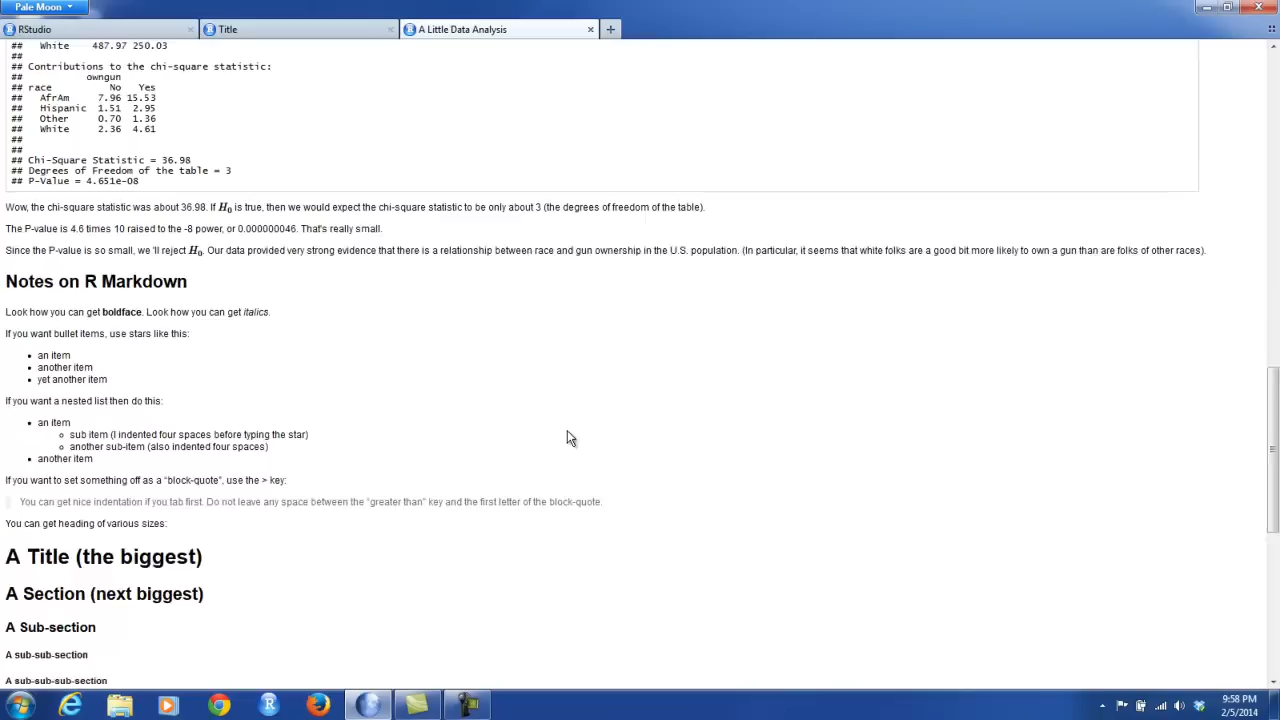 Pale Moon
RStudio
Title
A Little Data Analysis
##   White    487.97 250.03
##
## Contributions to the chi-square statistic:
##           owngun
## race          No   Yes
##   AfrAm     7.96 15.53
##   Hispanic  1.51  2.95
##   Other     0.70  1.36
##   White     2.36  4.61
##
##
## Chi-Square Statistic = 36.98
## Degrees of Freedom of the table = 3
## P-Value = 4.651e-08
Wow, the chi-square statistic was about 36.98. If H0 is true, then we would expect the chi-square statistic to be only about 3 (the degrees of freedom of the table).
The P-value is 4.6 times 10 raised to the -8 power, or 0.000000046. That's really small.
Since the P-value is so small, we 'll reject H0. Our data provided very strong evidence that there is a relationship between race and gun ownership in the U.S. population. (In particular, it seems that white folks are a good bit more likely to own a gun than are folks of other races).
Notes on R Markdown
Look how you can get boldface. Look how you can get italics.
If you want bullet items, use stars like this:
• an item
• another item
• yet another item
If you want a nested list then do this:
• an item
◦ sub item (I indented four spaces before typing the star)
◦ another sub-item (also indented four spaces)
• another item
If you want to set something off as a “block-quote”, use the > key:
You can get nice indentation if you tab first. Do not leave any space between the “greater than” key and the first letter of the block-quote.
You can get heading of various sizes:
A Title (the biggest)
A Section (next biggest)
A Sub-section
A sub-sub-section
A sub-sub-sub-section
9:58 PM
2/5/2014